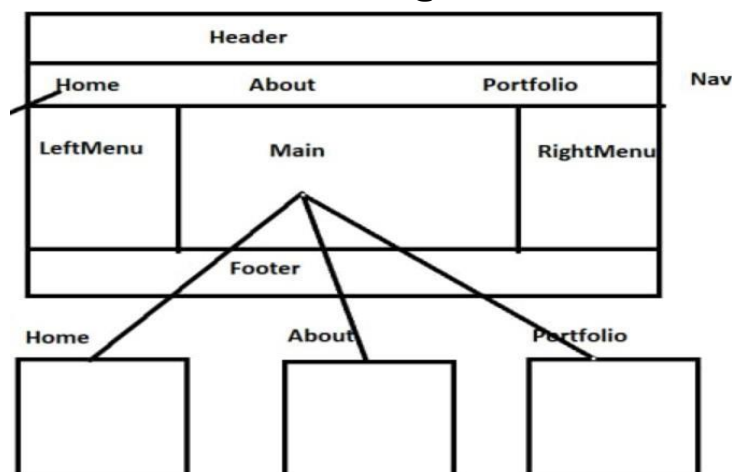 Header
Home About Portfolio Nav
LeftMenu Main RightMenu
Footer
Home About Portfolio